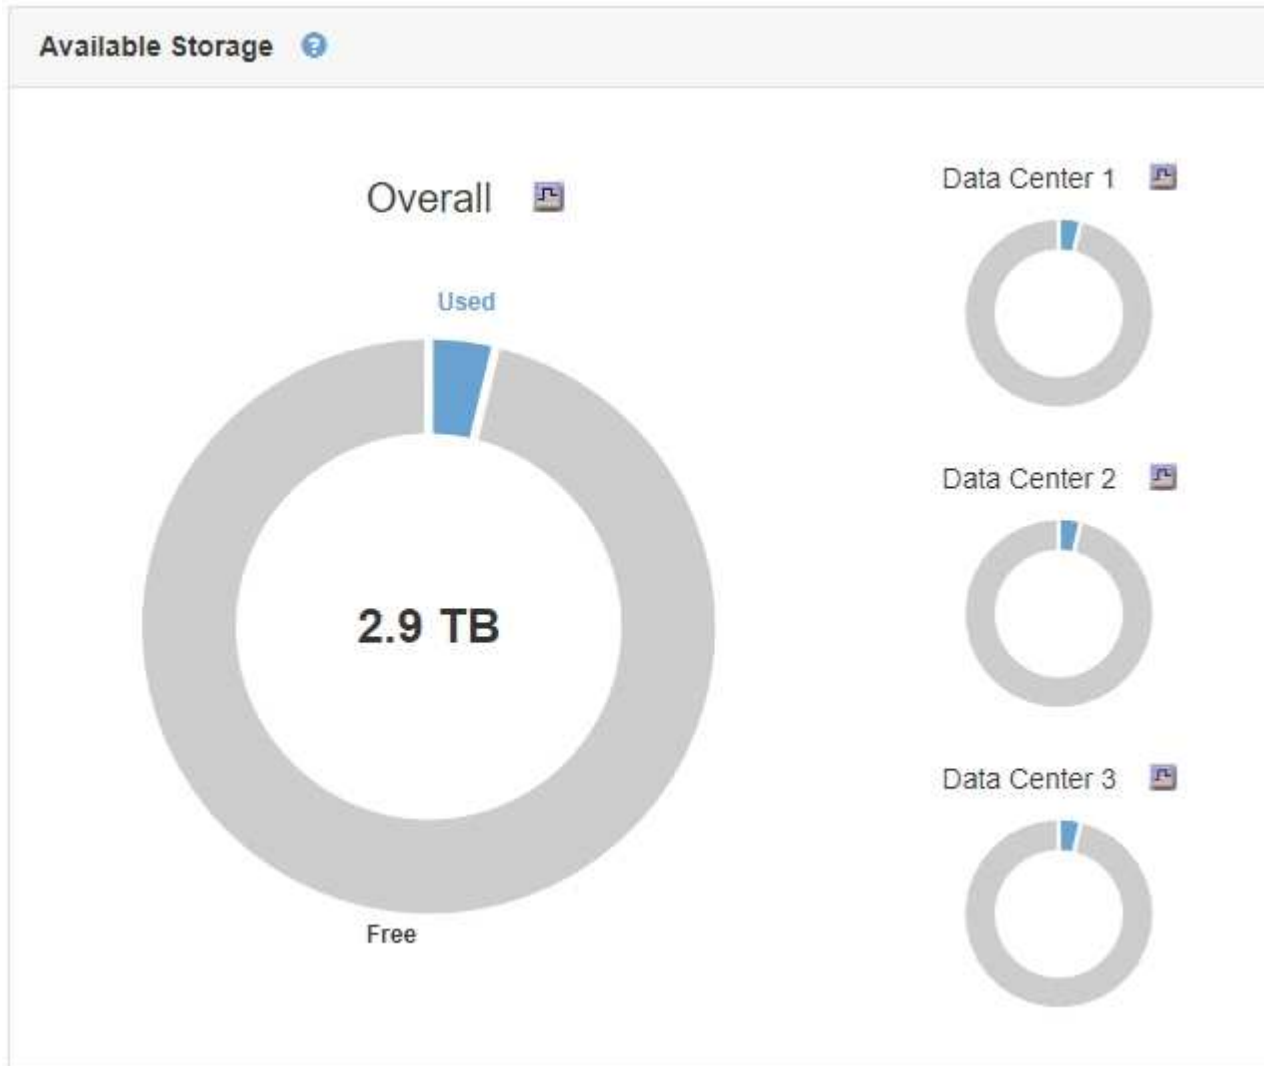 Available Storage ?
Overall
Used
2.9 TB
Free
Data Center 1
Data Center 2
Data Center 3